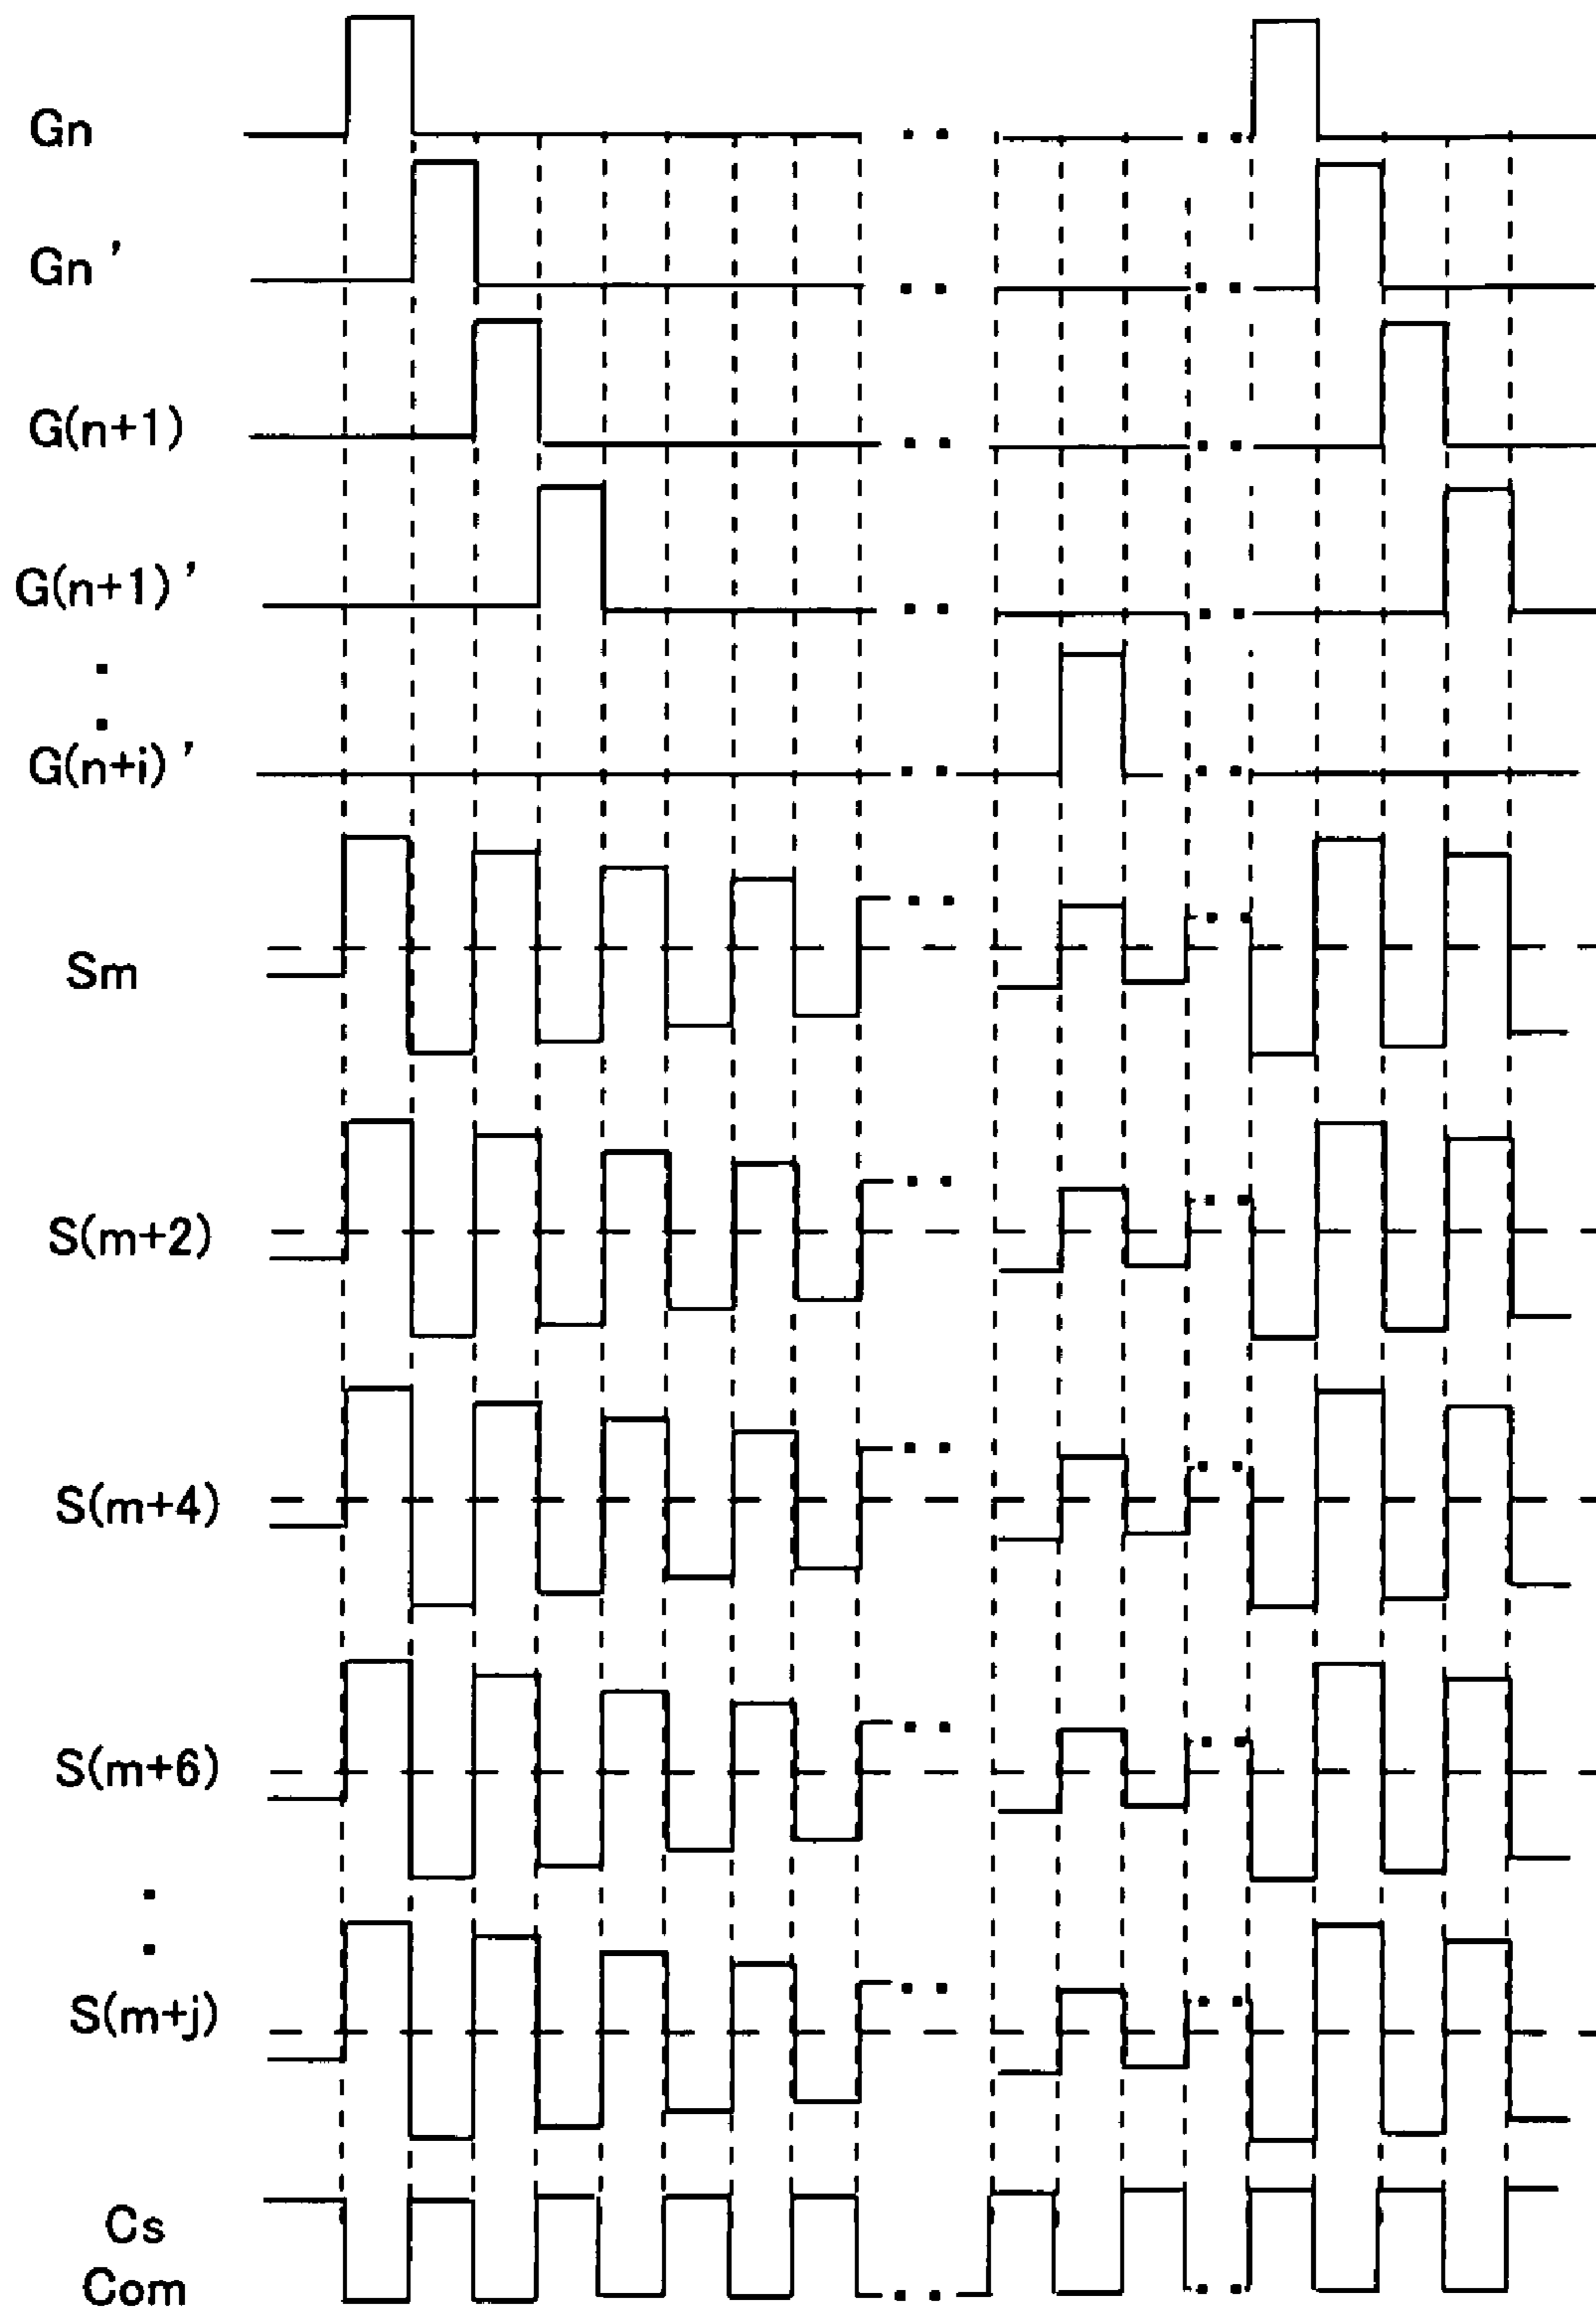 Gn
Gn'
G(n+1)
G(n+1)'
G(n+i)'
Sm
S(m+2)
S(m+4)
S(m+6)
S(m+j)
Cs
Com